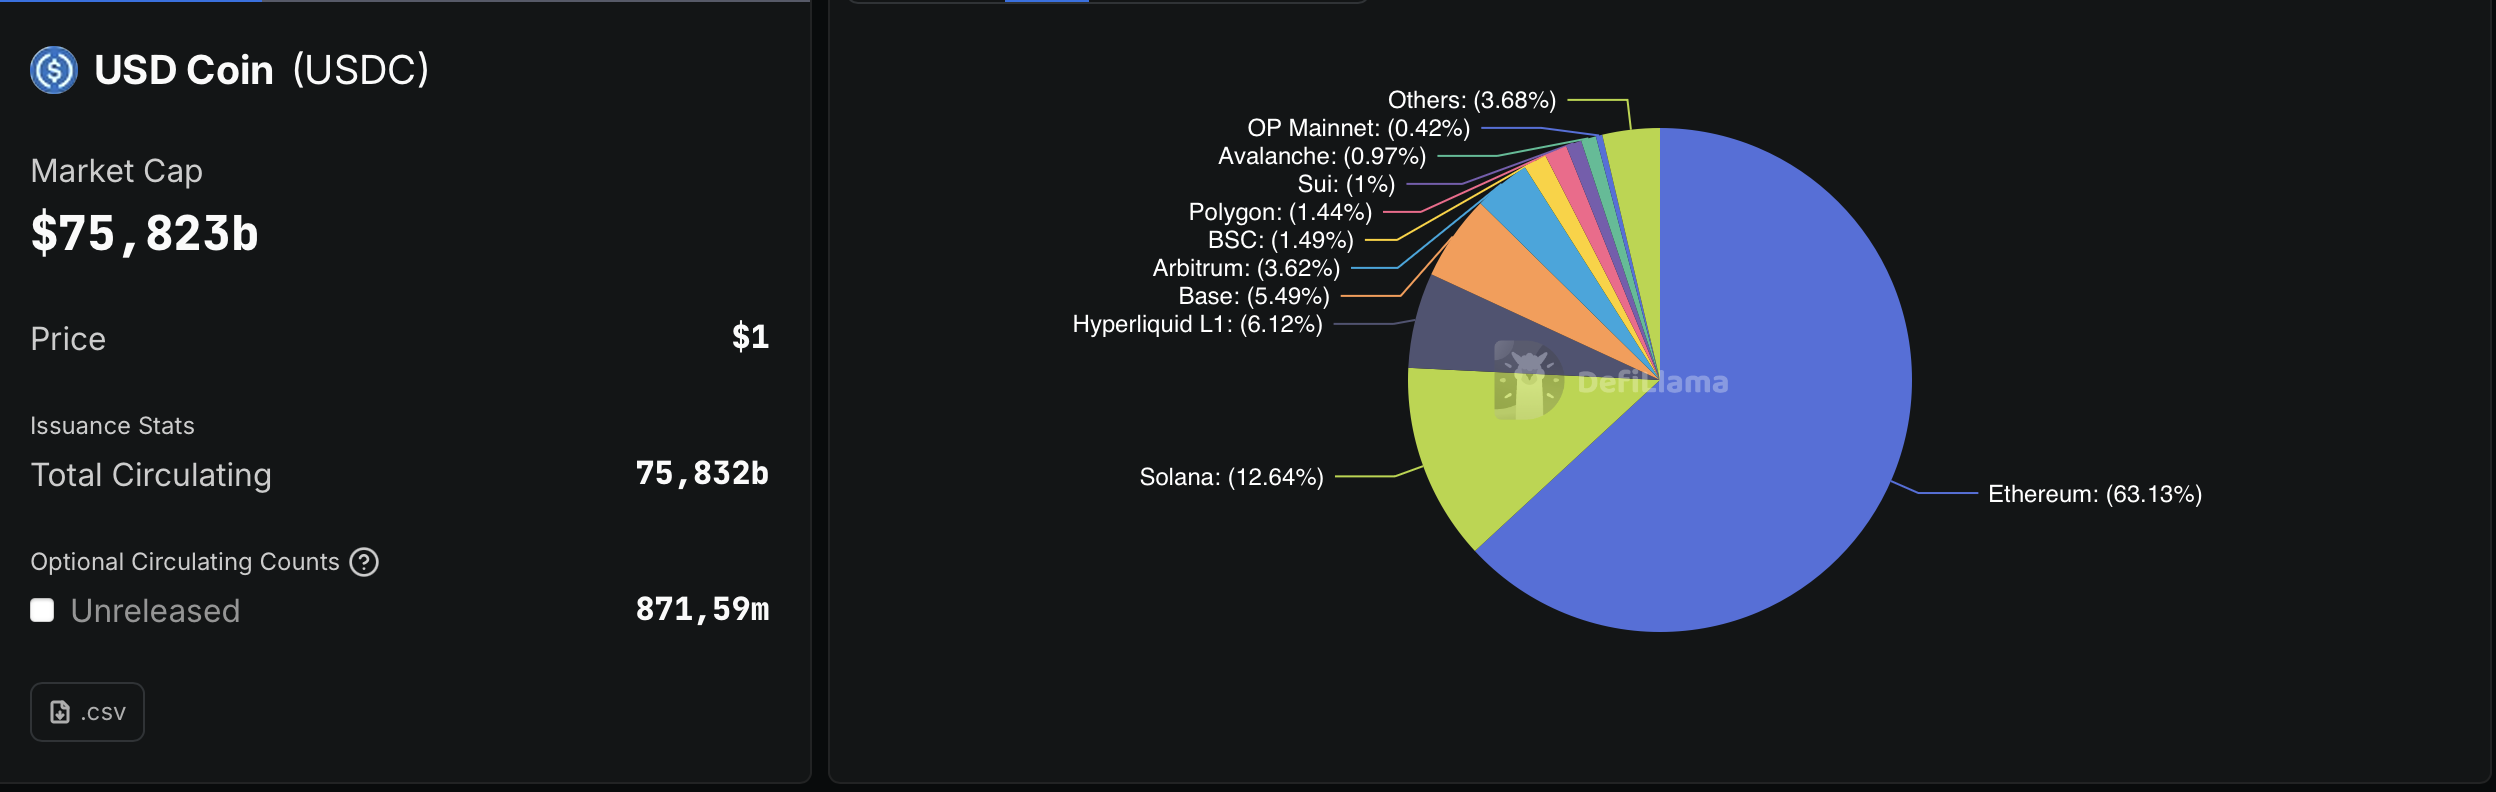 USD Coin (USDC)
Market Cap
$75,823b
Price
$1
Issuance Stats
Total Circulating
75,832b
Optional Circulating Counts
?
Unreleased
871,59m
.csv
Others: (3.68%)
OP Mainnet: (0.42%)
Avalanche: (0.97%)
Sui: (1%)
Polygon: (1.44%)
BSC: (1.49%)
Arbitrum: (3.62%)
Base: (5.49%)
Hyperliquid L1: (6.12%)
DefiLlama
Solana: (12.64%)
Ethereum: (63.13%)